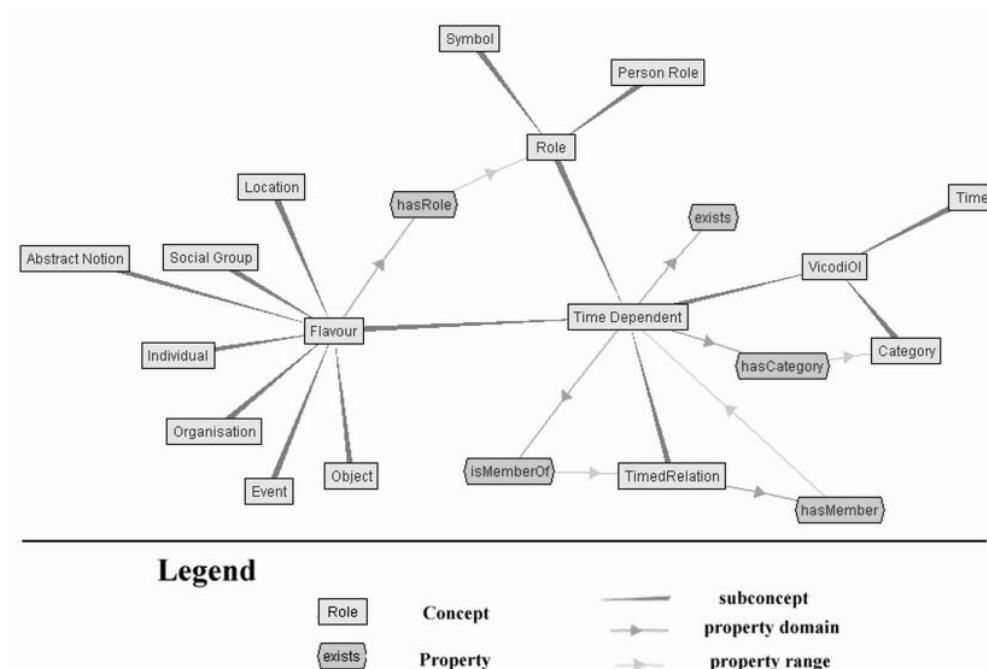 Symbol
Person Role
Role
Location
hasRole
Time
exists
Abstract Notion
Social Group
VicodiOI
Flavour
Time Dependent
Individual
hasCategory
Category
Organisation
isMemberOf
TimedRelation
Object
Event
hasMember
Legend
Role
Concept
subconcept
property domain
exists
Property
property range